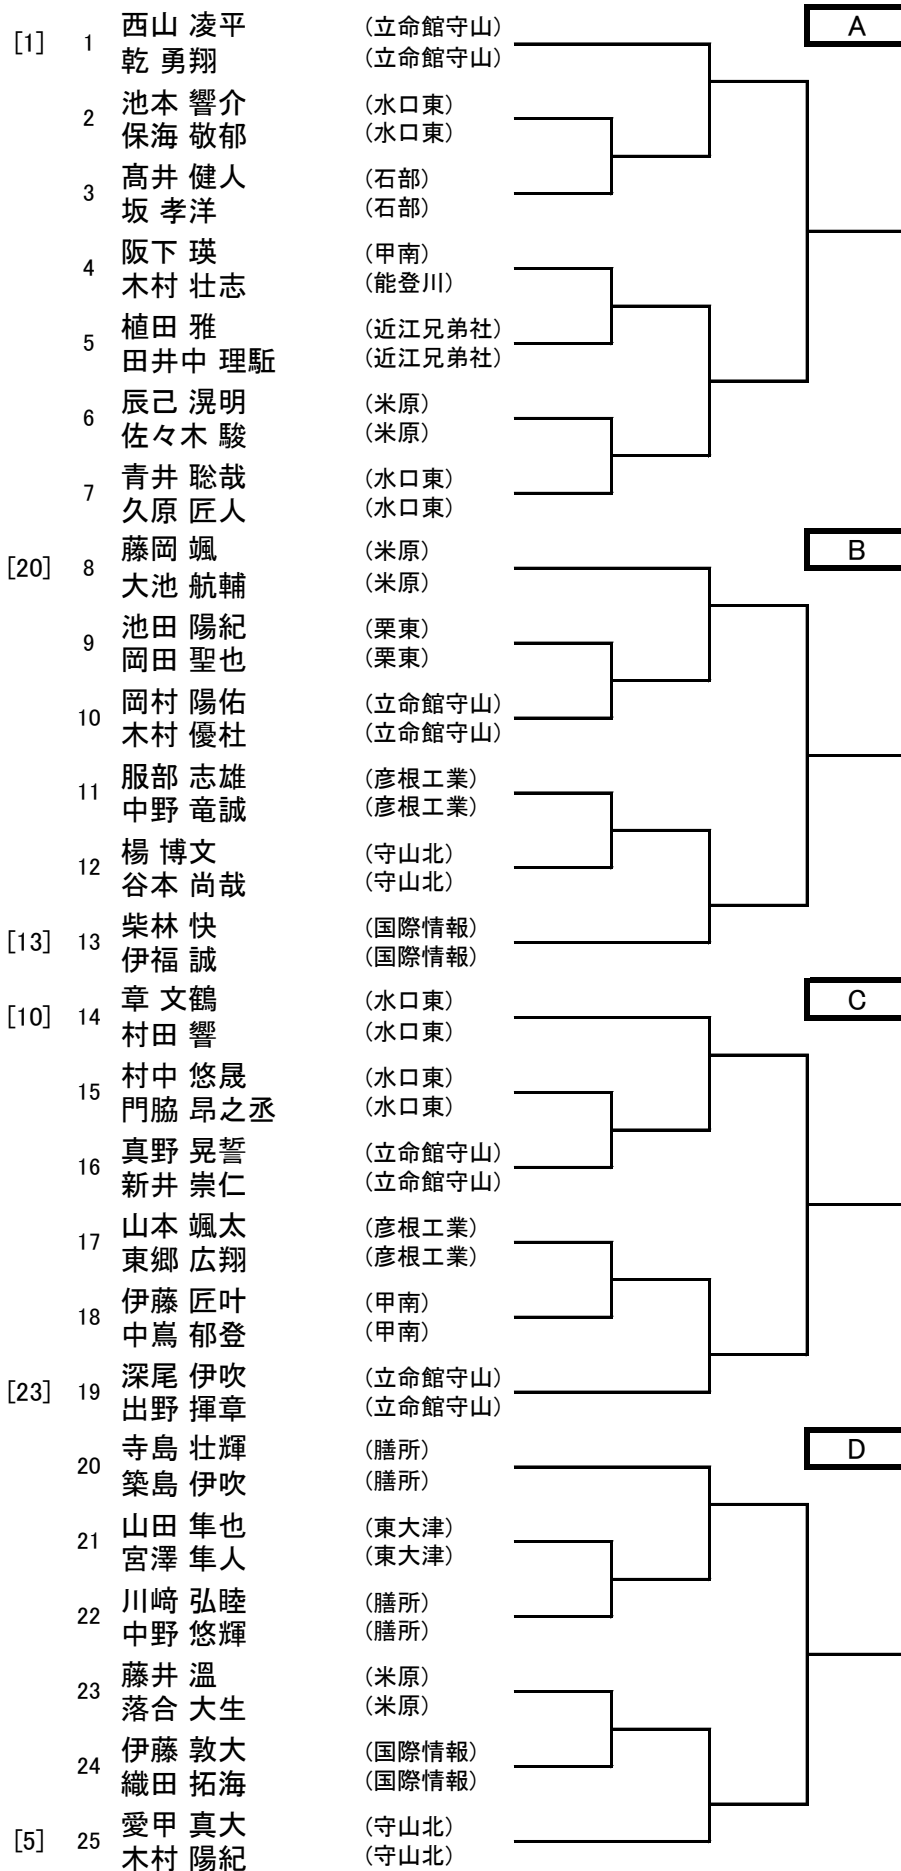 A
[1] 1 西山 凌平 (立命館守山)
乾 勇翔 (立命館守山)
2 池本 響介 (水口東)
保海 敬郁 (水口東)
3 髙井 健人 (石部)
坂 孝洋 (石部)
4 阪下 瑛 (甲南)
木村 壮志 (能登川)
5 植田 雅 (近江兄弟社)
田井中 理駈 (近江兄弟社)
6 辰己 滉明 (米原)
佐々木 駿 (米原)
7 青井 聡哉 (水口東)
久原 匠人 (水口東)
B
[20] 8 藤岡 颯 (米原)
大池 航輔 (米原)
9 池田 陽紀 (栗東)
岡田 聖也 (栗東)
10 岡村 陽佑 (立命館守山)
木村 優杜 (立命館守山)
11 服部 志雄 (彦根工業)
中野 竜誠 (彦根工業)
12 楊 博文 (守山北)
谷本 尚哉 (守山北)
[13] 13 柴林 快 (国際情報)
伊福 誠 (国際情報)
C
[10] 14 章 文鶴 (水口東)
村田 響 (水口東)
15 村中 悠晟 (水口東)
門脇 昂之丞 (水口東)
16 真野 晃誓 (立命館守山)
新井 崇仁 (立命館守山)
17 山本 颯太 (彦根工業)
東郷 広翔 (彦根工業)
18 伊藤 匠叶 (甲南)
中嶌 郁登 (甲南)
[23] 19 深尾 伊吹 (立命館守山)
出野 揮章 (立命館守山)
D
20 寺島 壮輝 (膳所)
築島 伊吹 (膳所)
21 山田 隼也 (東大津)
宮澤 隼人 (東大津)
22 川﨑 弘睦 (膳所)
中野 悠輝 (膳所)
23 藤井 温 (米原)
落合 大生 (米原)
24 伊藤 敦大 (国際情報)
織田 拓海 (国際情報)
[5] 25 愛甲 真大 (守山北)
木村 陽紀 (守山北)